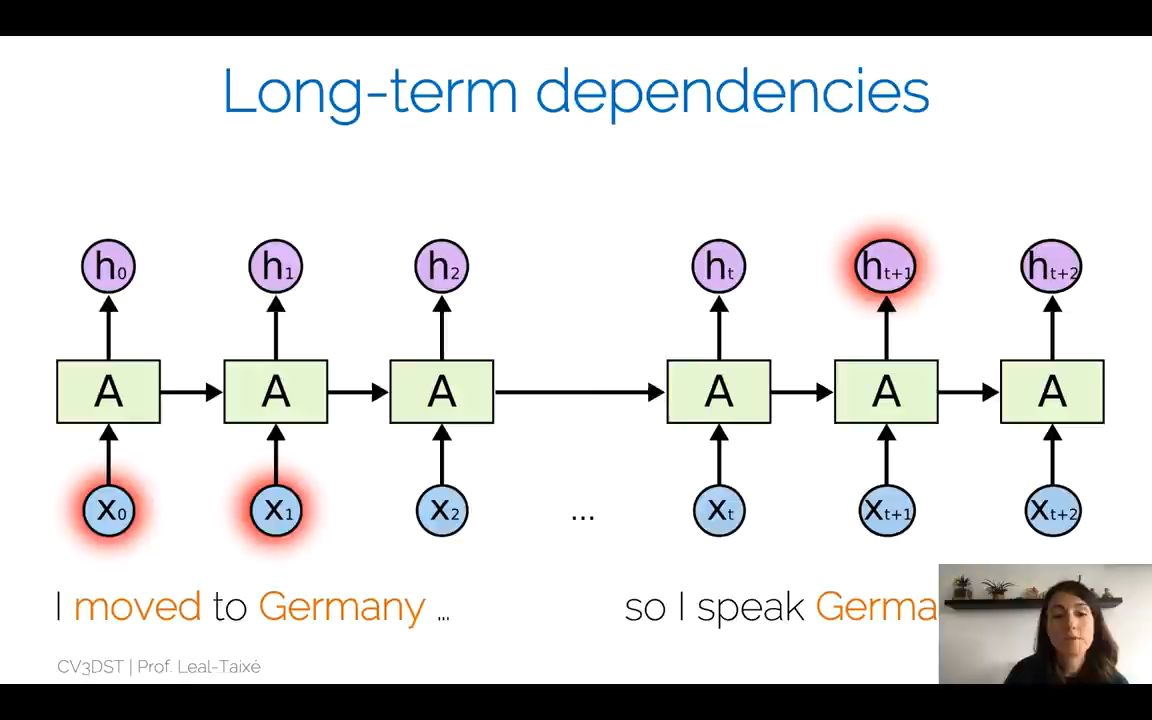 Long-term dependencies
h0 h1 h2 ht ht+1 ht+2
A A A A A A
x0 x1 x2 ... xt xt+1 xt+2
I moved to Germany ... so I speak Germa
CV3DST | Prof. Leal-Taixé